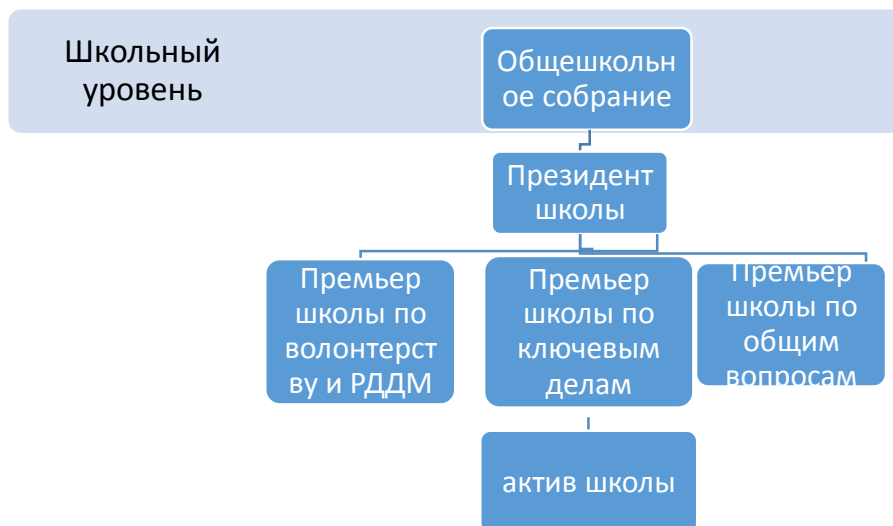 Школьный
уровень
Общешкольн
ое собрание
Президент
школы
Премьер
школы по
волонтерст
ву и РДДМ
Премьер
школы по
ключевым
делам
Премьер
школы по
общим
вопросам
актив школы